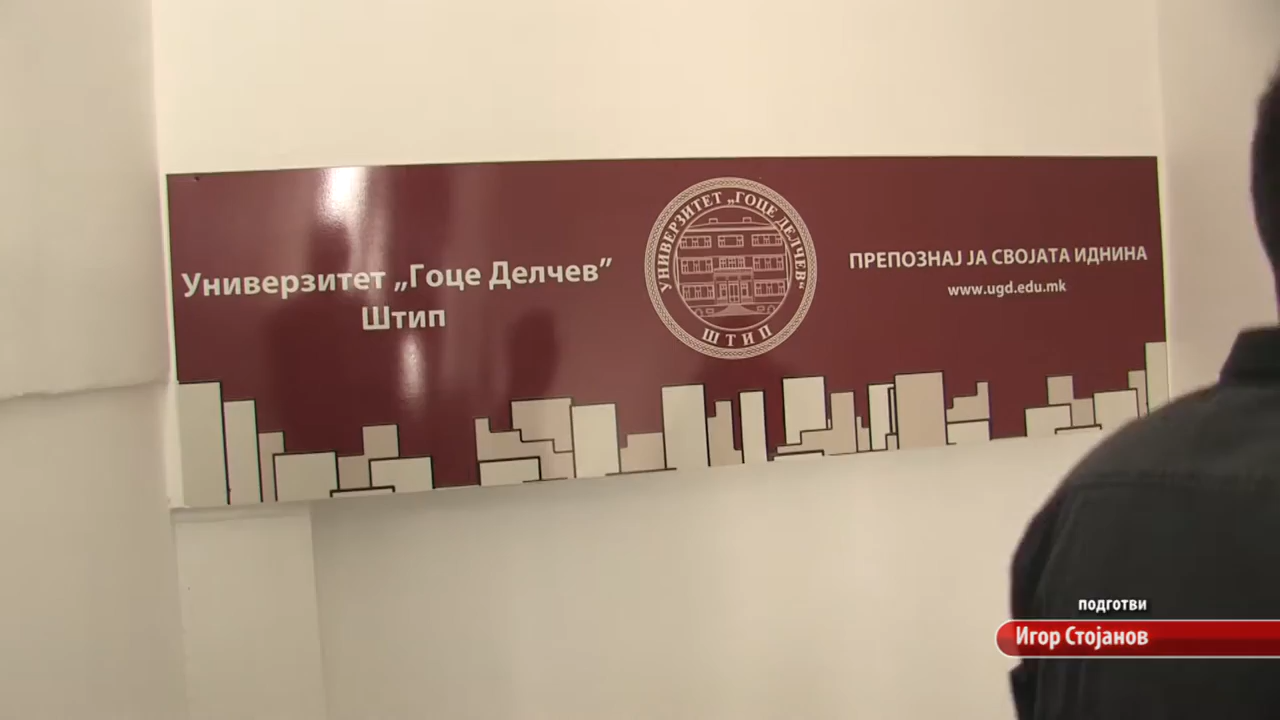 Универзитет „Гоце Делчев”
Штип
УНИВЕРЗИТЕТ „ГОЦЕ ДЕЛЧЕВ“
ШТИП
ПРЕПОЗНАЈ ЈА СВОЈАТА ИДНИНА
www.ugd.edu.mk
подготви
Игор Стојанов